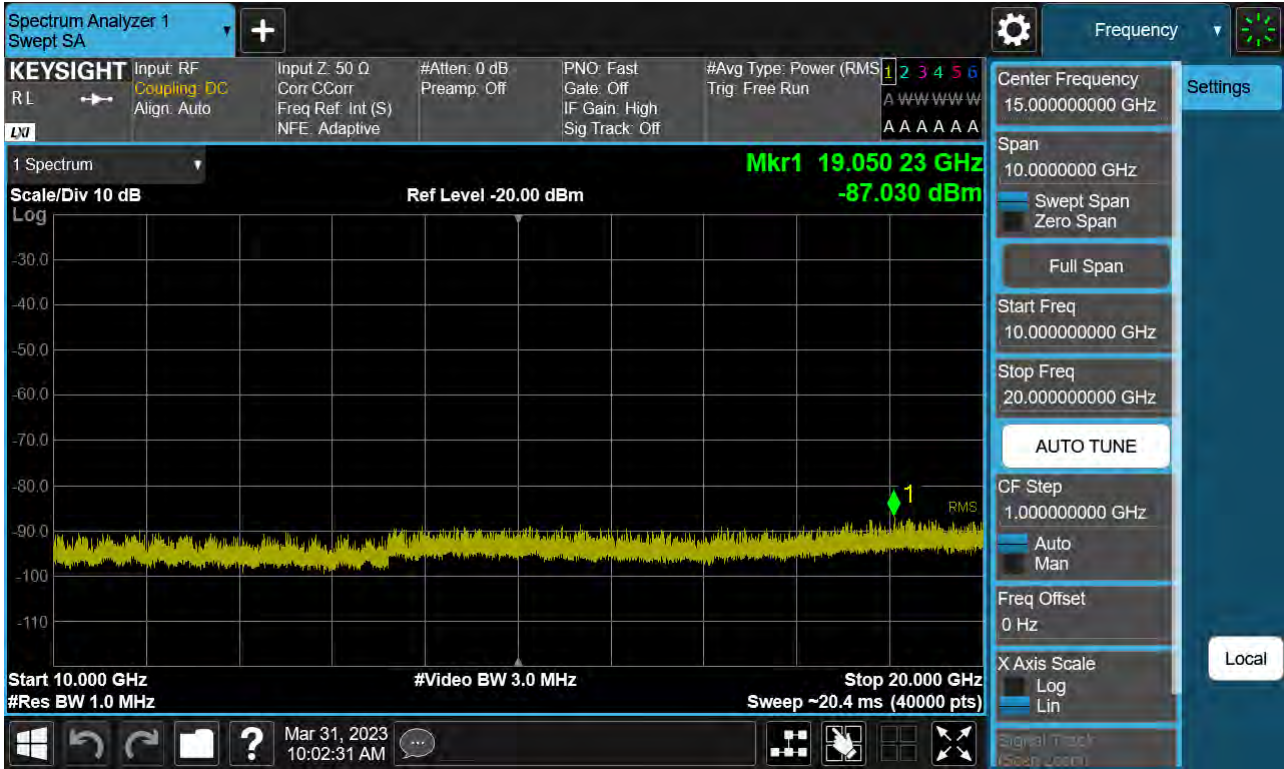 Spectrum Analyzer 1
Swept SA
+
Frequency
KEYSIGHT
R L
LXI
Input: RF
Coupling: DC
Align: Auto
Input Z: 50 Ω
Corr CCorr
Freq Ref: Int (S)
NFE: Adaptive
#Atten: 0 dB
Preamp: Off
PNO: Fast
Gate: Off
IF Gain: High
Sig Track: Off
#Avg Type: Power (RMS
Trig: Free Run
1 2 3 4 5 6
A W W W W W
A A A A A A
1 Spectrum
Mkr1 19.050 23 GHz
Scale/Div 10 dB
Ref Level -20.00 dBm
-87.030 dBm
Log
-30.0
-40.0
-50.0
-60.0
-70.0
-80.0
-90.0
-100
-110
1
RMS
Start 10.000 GHz
#Video BW 3.0 MHz
Stop 20.000 GHz
#Res BW 1.0 MHz
Sweep ~20.4 ms (40000 pts)
Center Frequency
15.000000000 GHz
Settings
Span
10.0000000 GHz
Swept Span
Zero Span
Full Span
Start Freq
10.000000000 GHz
Stop Freq
20.000000000 GHz
AUTO TUNE
CF Step
1.000000000 GHz
Auto
Man
Freq Offset
0 Hz
X Axis Scale
Log
Lin
Local
Signal Track
(Span Zoom)
?
Mar 31, 2023
10:02:31 AM